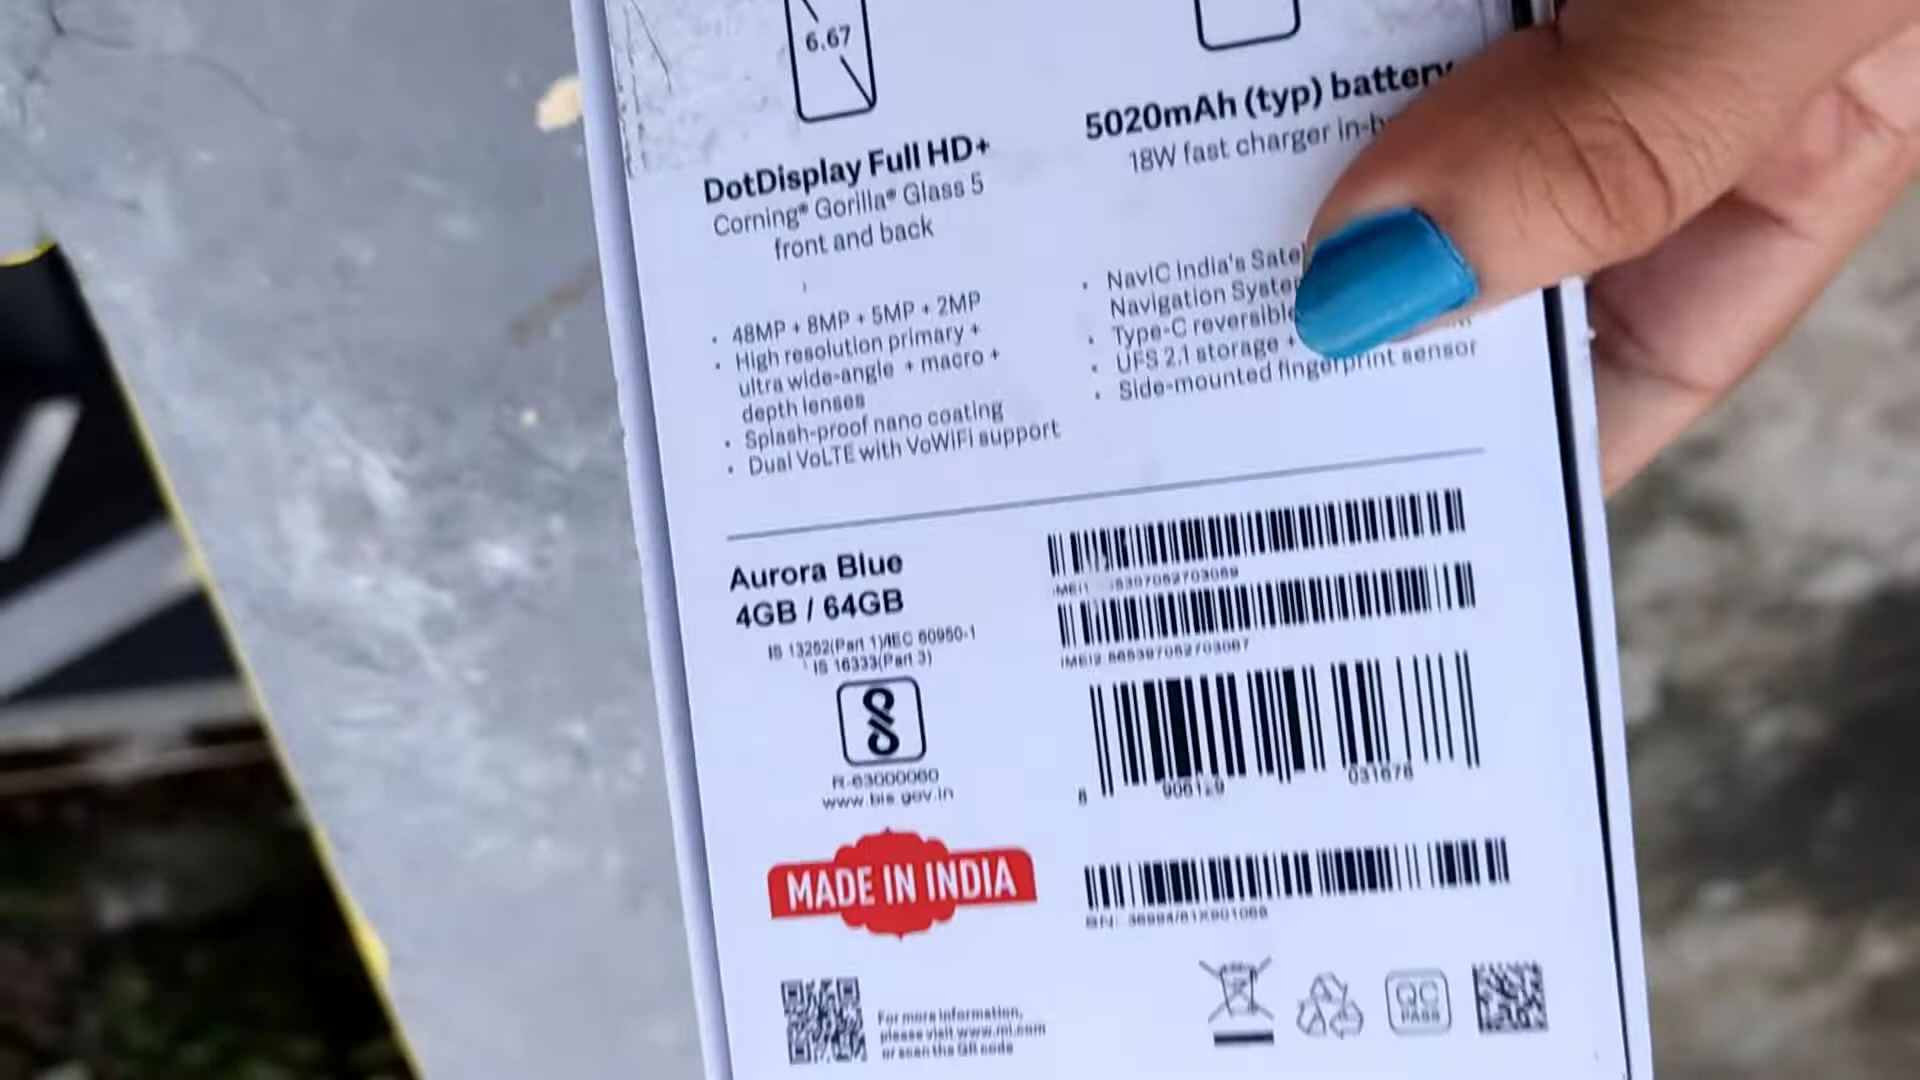 6.67
DotDisplay Full HD+
Corning® Gorilla® Glass 5
front and back
5020mAh (typ) battery
18W fast charger
48MP + 8MP + 5MP + 2MP
High resolution primary +
ultra wide-angle + macro +
depth lenses
Splash-proof nano coating
Dual VoLTE with VoWiFi support
NavIC India's
Navigation
Type-C reversible
UFS 2.1 storage
Side-mounted fingerprint sensor
Aurora Blue
4GB / 64GB
IS 13252(Part 1)/IEC 60950-1
IS 16333(Part 3)
R-63000060
www.bis.gov.in
MADE IN INDIA
IMEI1
IMEI2
031676
SN:
For more information,
please visit www.mi.com
or scan the QR code
QC
PASS